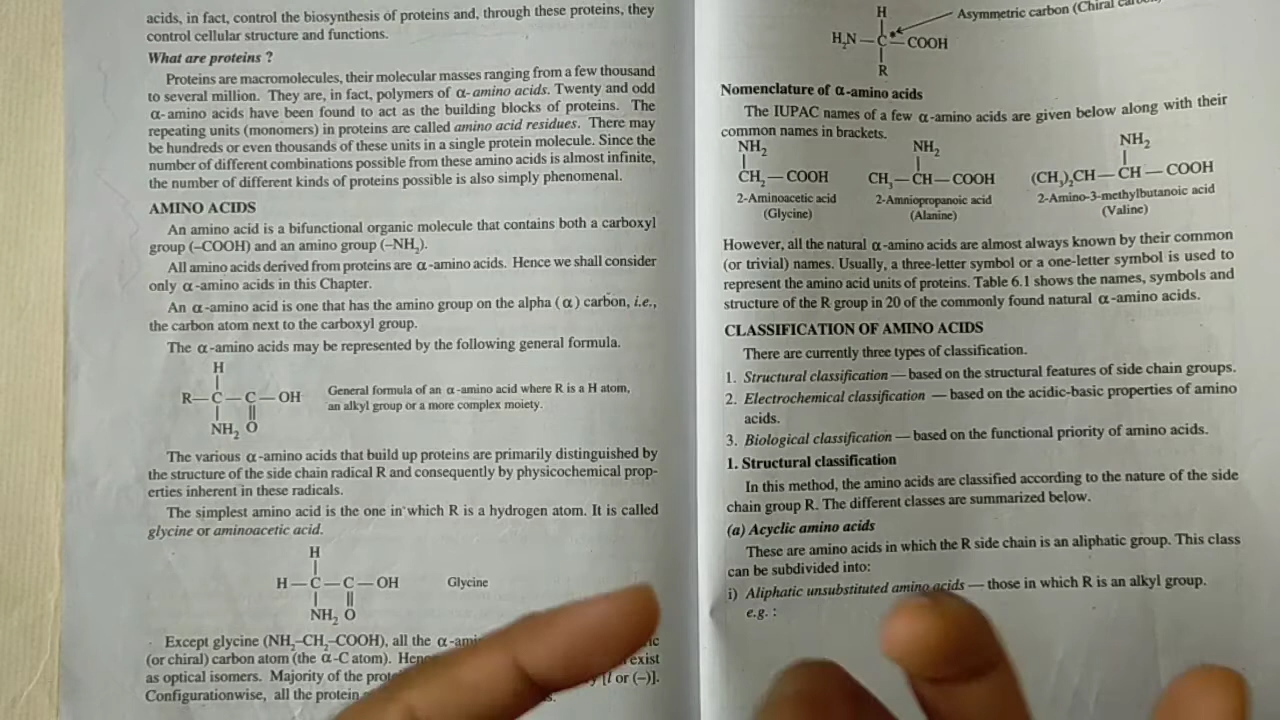 acids, in fact, control the biosynthesis of proteins and, through these proteins, they
control cellular structure and functions.
What are proteins ?
Proteins are macromolecules, their molecular masses ranging from a few thousand
to several million. They are, in fact, polymers of α-amino acids. Twenty and odd
α-amino acids have been found to act as the building blocks of proteins. The
repeating units (monomers) in proteins are called amino acid residues. There may
be hundreds or even thousands of these units in a single protein molecule. Since the
number of different combinations possible from these amino acids is almost infinite,
the number of different kinds of proteins possible is also simply phenomenal.
AMINO ACIDS
An amino acid is a bifunctional organic molecule that contains both a carboxyl
group (–COOH) and an amino group (–NH₂).
All amino acids derived from proteins are α-amino acids. Hence we shall consider
only α-amino acids in this Chapter.
An α-amino acid is one that has the amino group on the alpha (α) carbon, i.e.,
the carbon atom next to the carboxyl group.
The α-amino acids may be represented by the following general formula.
H
R—C—C—OH
NH₂ O
General formula of an α-amino acid where R is a H atom,
an alkyl group or a more complex moiety.
The various α-amino acids that build up proteins are primarily distinguished by
the structure of the side chain radical R and consequently by physicochemical prop-
erties inherent in these radicals.
The simplest amino acid is the one in which R is a hydrogen atom. It is called
glycine or aminoacetic acid.
H
H—C—C—OH Glycine
NH₂ O
Except glycine (NH₂–CH₂–COOH), all the α-ami
(or chiral) carbon atom (the α-C atom). Hen exist
as optical isomers. Majority of the prot [l or (–)].
Configurationwise, all the protein
H
Asymmetric carbon (Chiral
H₂N—C*—COOH
R
Nomenclature of α-amino acids
The IUPAC names of a few α-amino acids are given below along with their
common names in brackets.
NH₂ NH₂ NH₂
CH₂—COOH CH₃—CH—COOH (CH₃)₂CH—CH—COOH
2-Aminoacetic acid 2-Amniopropanoic acid 2-Amino-3-methylbutanoic acid
(Glycine) (Alanine) (Valine)
However, all the natural α-amino acids are almost always known by their common
(or trivial) names. Usually, a three-letter symbol or a one-letter symbol is used to
represent the amino acid units of proteins. Table 6.1 shows the names, symbols and
structure of the R group in 20 of the commonly found natural α-amino acids.
CLASSIFICATION OF AMINO ACIDS
There are currently three types of classification.
1. Structural classification — based on the structural features of side chain groups.
2. Electrochemical classification — based on the acidic-basic properties of amino
acids.
3. Biological classification — based on the functional priority of amino acids.
1. Structural classification
In this method, the amino acids are classified according to the nature of the side
chain group R. The different classes are summarized below.
(a) Acyclic amino acids
These are amino acids in which the R side chain is an aliphatic group. This class
can be subdivided into:
i) Aliphatic unsubstituted amino acids — those in which R is an alkyl group.
e.g. :